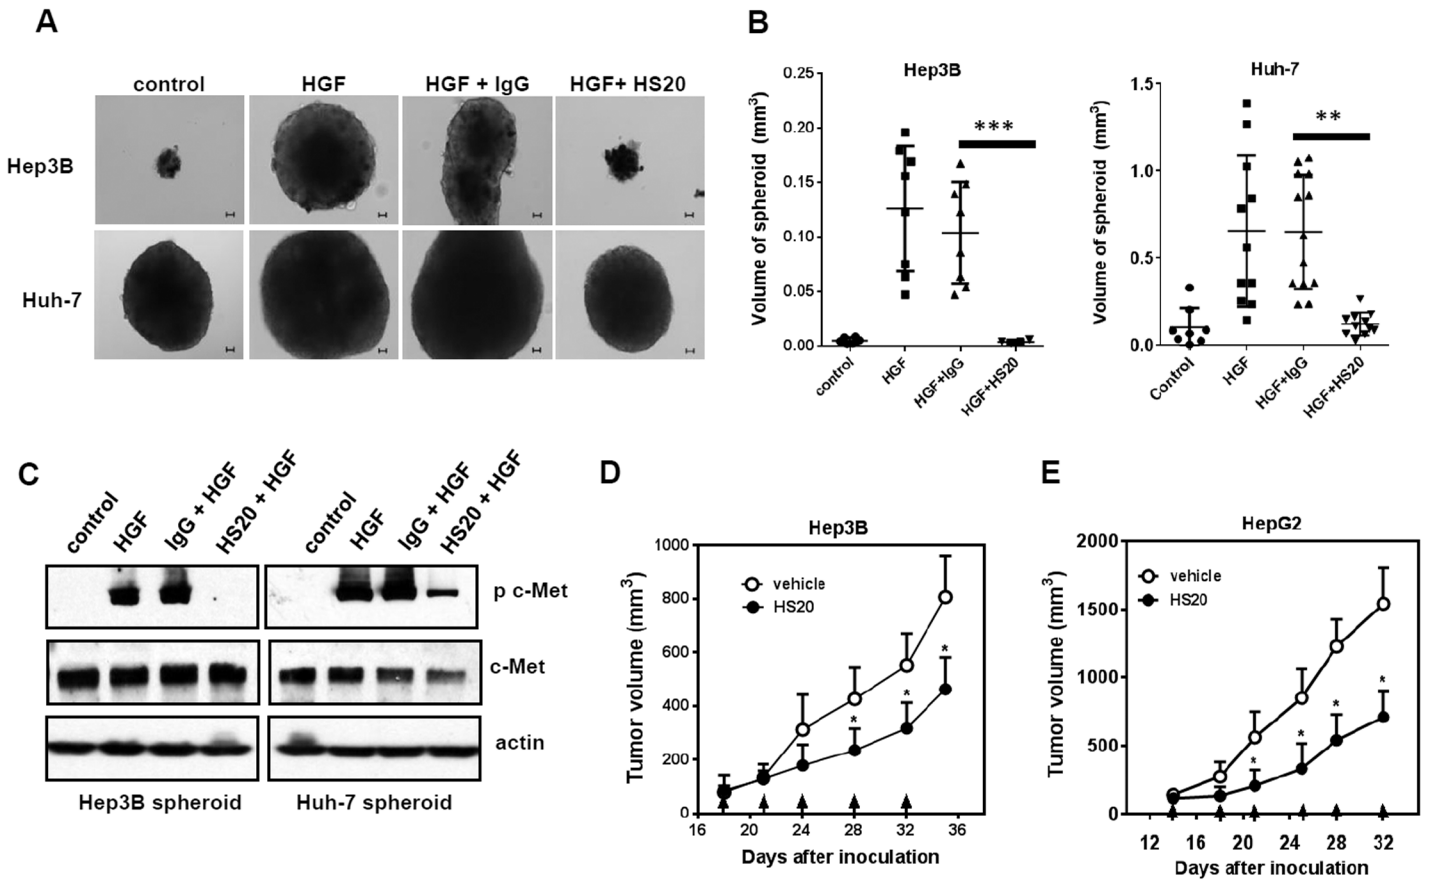 A
control HGF HGF + IgG HGF+ HS20
Hep3B
Huh-7
B
Hep3B
Volume of spheroid (mm3)
0.25
0.20
0.15
0.10
0.05
0.00
***
control HGF HGF+IgG HGF+HS20
Huh-7
Volume of spheroid (mm3)
1.5
1.0
0.5
0.0
**
Control HGF HGF+IgG HGF+HS20
C
control HGF IgG + HGF HS20 + HGF control HGF IgG + HGF HS20 + HGF
p c-Met
c-Met
actin
Hep3B spheroid Huh-7 spheroid
D
Hep3B
Tumor volume (mm3)
1000
800
600
400
200
0
vehicle
HS20
* * *
16 20 24 28 32 36
Days after inoculation
E
HepG2
Tumor volume (mm3)
2000
1500
1000
500
0
vehicle
HS20
* * * *
12 16 20 24 28 32
Days after inoculation